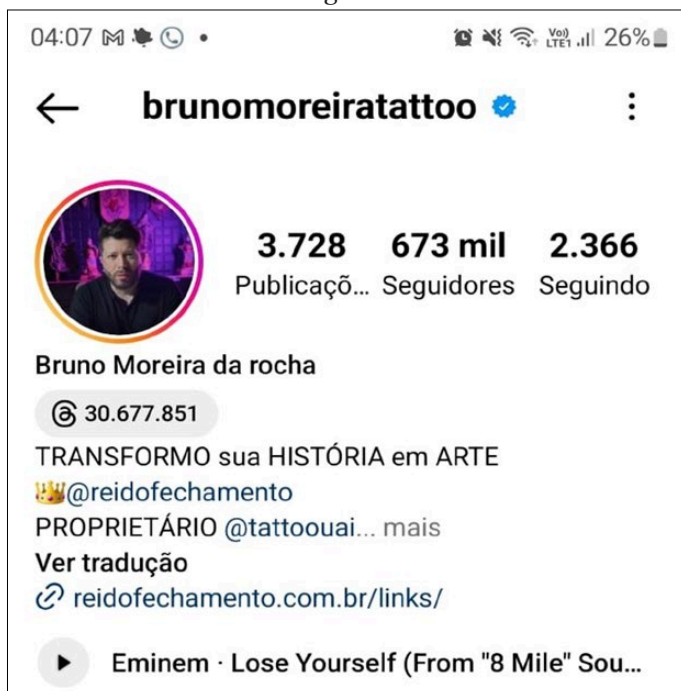 04:07 Vo)) LTE1 26%
brunomoreiratattoo
3.728 673 mil 2.366
Publicaçõ... Seguidores Seguindo
Bruno Moreira da rocha
30.677.851
TRANSFORMO sua HISTÓRIA em ARTE
👑@reidofechamento
PROPRIETÁRIO @tattoouai... mais
Ver tradução
reidofechamento.com.br/links/
Eminem · Lose Yourself (From "8 Mile" Sou...